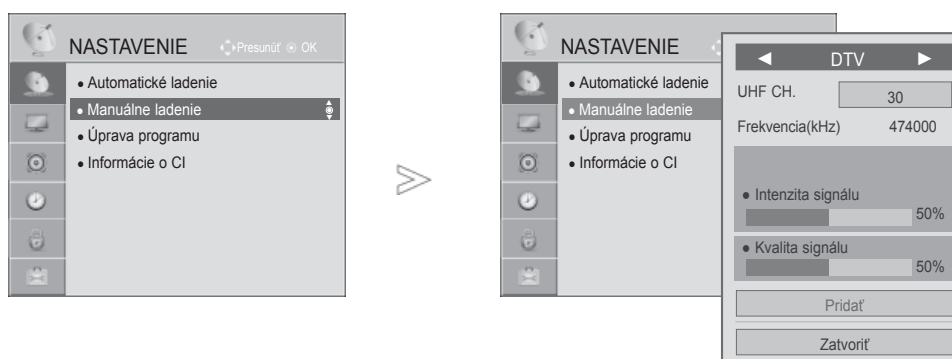 NASTAVENIE
Presunúť OK
• Automatické ladenie
• Manuálne ladenie
• Úprava programu
• Informácie o CI
NASTAVENIE
• Automatické ladenie
• Manuálne ladenie
• Úprava programu
• Informácie o CI
◄ DTV ►
UHF CH. 30
Frekvencia(kHz) 474000
• Intenzita signálu
50%
• Kvalita signálu
50%
Pridať
Zatvoriť